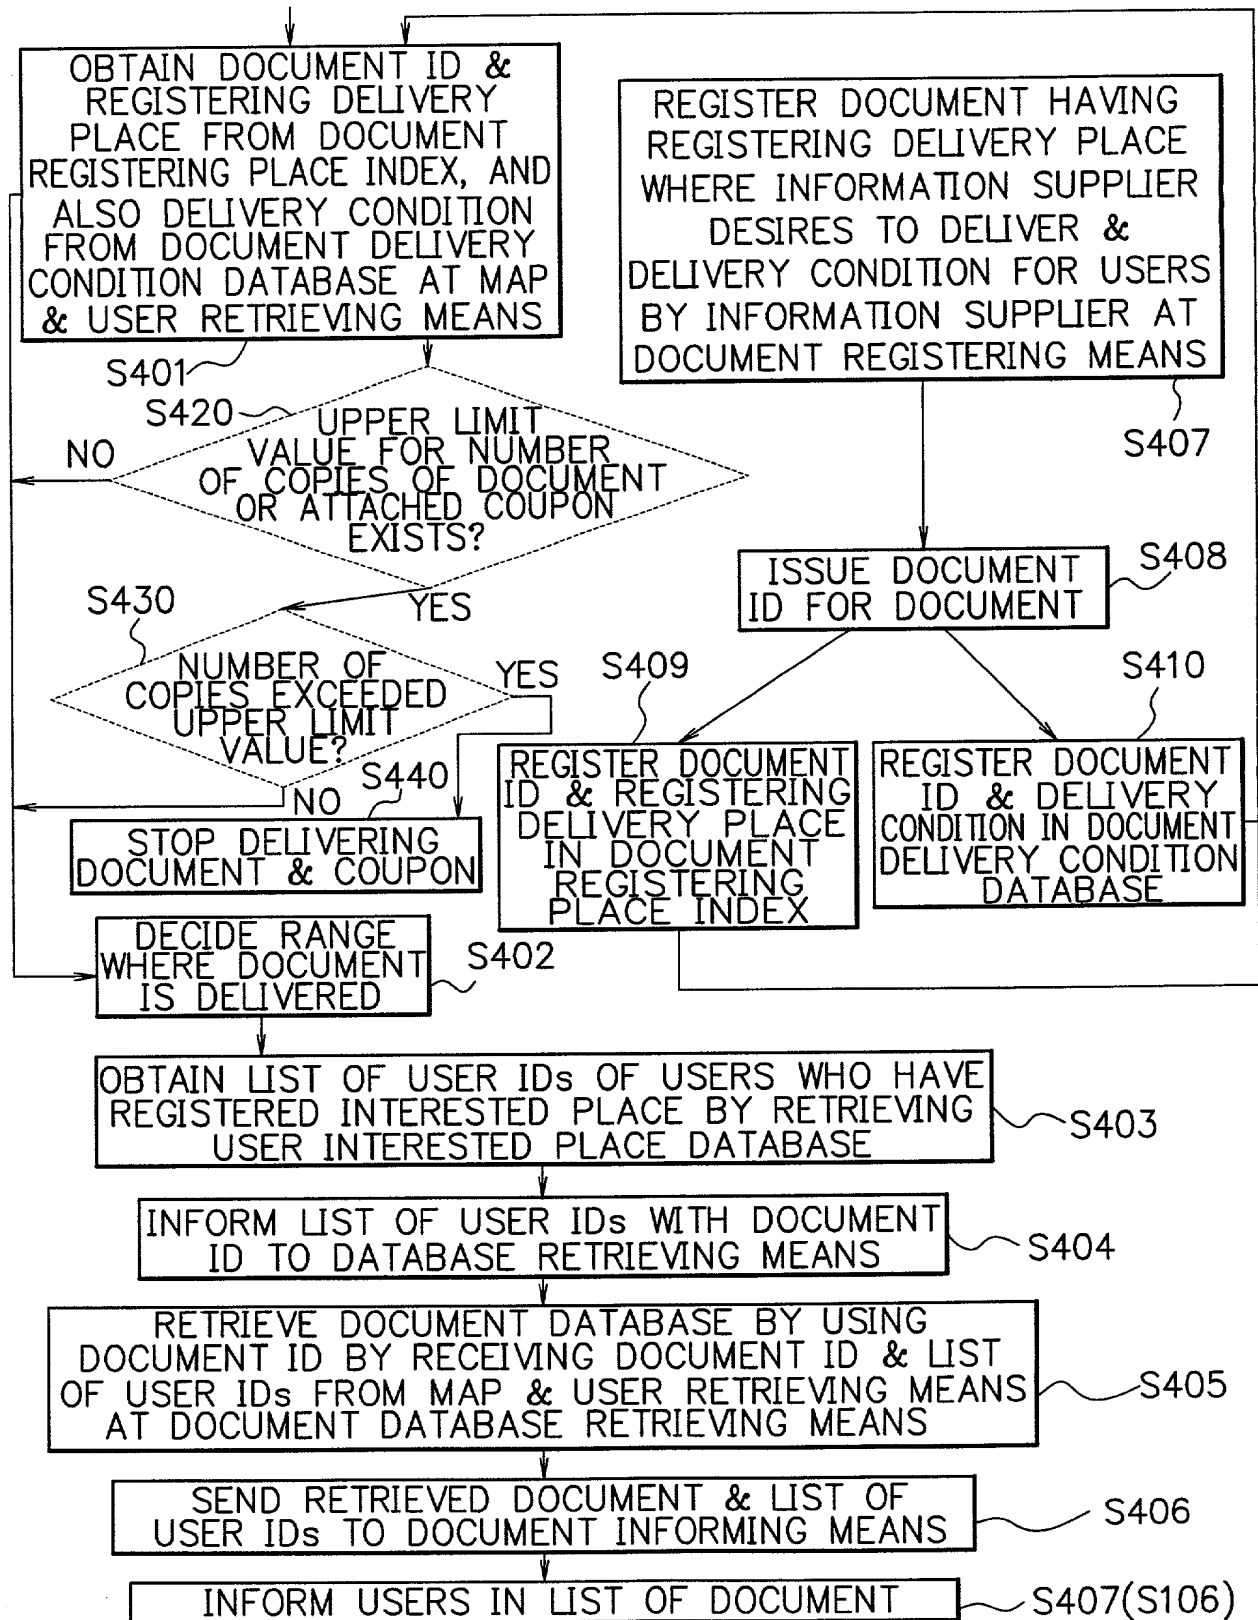 OBTAIN DOCUMENT ID &
REGISTERING DELIVERY
PLACE FROM DOCUMENT
REGISTERING PLACE INDEX, AND
ALSO DELIVERY CONDITION
FROM DOCUMENT DELIVERY
CONDITION DATABASE AT MAP
& USER RETRIEVING MEANS
S401
REGISTER DOCUMENT HAVING
REGISTERING DELIVERY PLACE
WHERE INFORMATION SUPPLIER
DESIRES TO DELIVER &
DELIVERY CONDITION FOR USERS
BY INFORMATION SUPPLIER AT
DOCUMENT REGISTERING MEANS
S407
S420
UPPER LIMIT
VALUE FOR NUMBER
OF COPIES OF DOCUMENT
OR ATTACHED COUPON
EXISTS?
NO
YES
ISSUE DOCUMENT
ID FOR DOCUMENT
S408
S430
NUMBER OF
COPIES EXCEEDED
UPPER LIMIT
VALUE?
YES
NO
S440
STOP DELIVERING
DOCUMENT & COUPON
S409
REGISTER DOCUMENT
ID & REGISTERING
DELIVERY PLACE
IN DOCUMENT
REGISTERING
PLACE INDEX
S410
REGISTER DOCUMENT
ID & DELIVERY
CONDITION IN DOCUMENT
DELIVERY CONDITION
DATABASE
DECIDE RANGE
WHERE DOCUMENT
IS DELIVERED
S402
OBTAIN LIST OF USER IDs OF USERS WHO HAVE
REGISTERED INTERESTED PLACE BY RETRIEVING
USER INTERESTED PLACE DATABASE
S403
INFORM LIST OF USER IDs WITH DOCUMENT
ID TO DATABASE RETRIEVING MEANS
S404
RETRIEVE DOCUMENT DATABASE BY USING
DOCUMENT ID BY RECEIVING DOCUMENT ID & LIST
OF USER IDs FROM MAP & USER RETRIEVING MEANS
AT DOCUMENT DATABASE RETRIEVING MEANS
S405
SEND RETRIEVED DOCUMENT & LIST OF
USER IDs TO DOCUMENT INFORMING MEANS
S406
INFORM USERS IN LIST OF DOCUMENT
S407(S106)